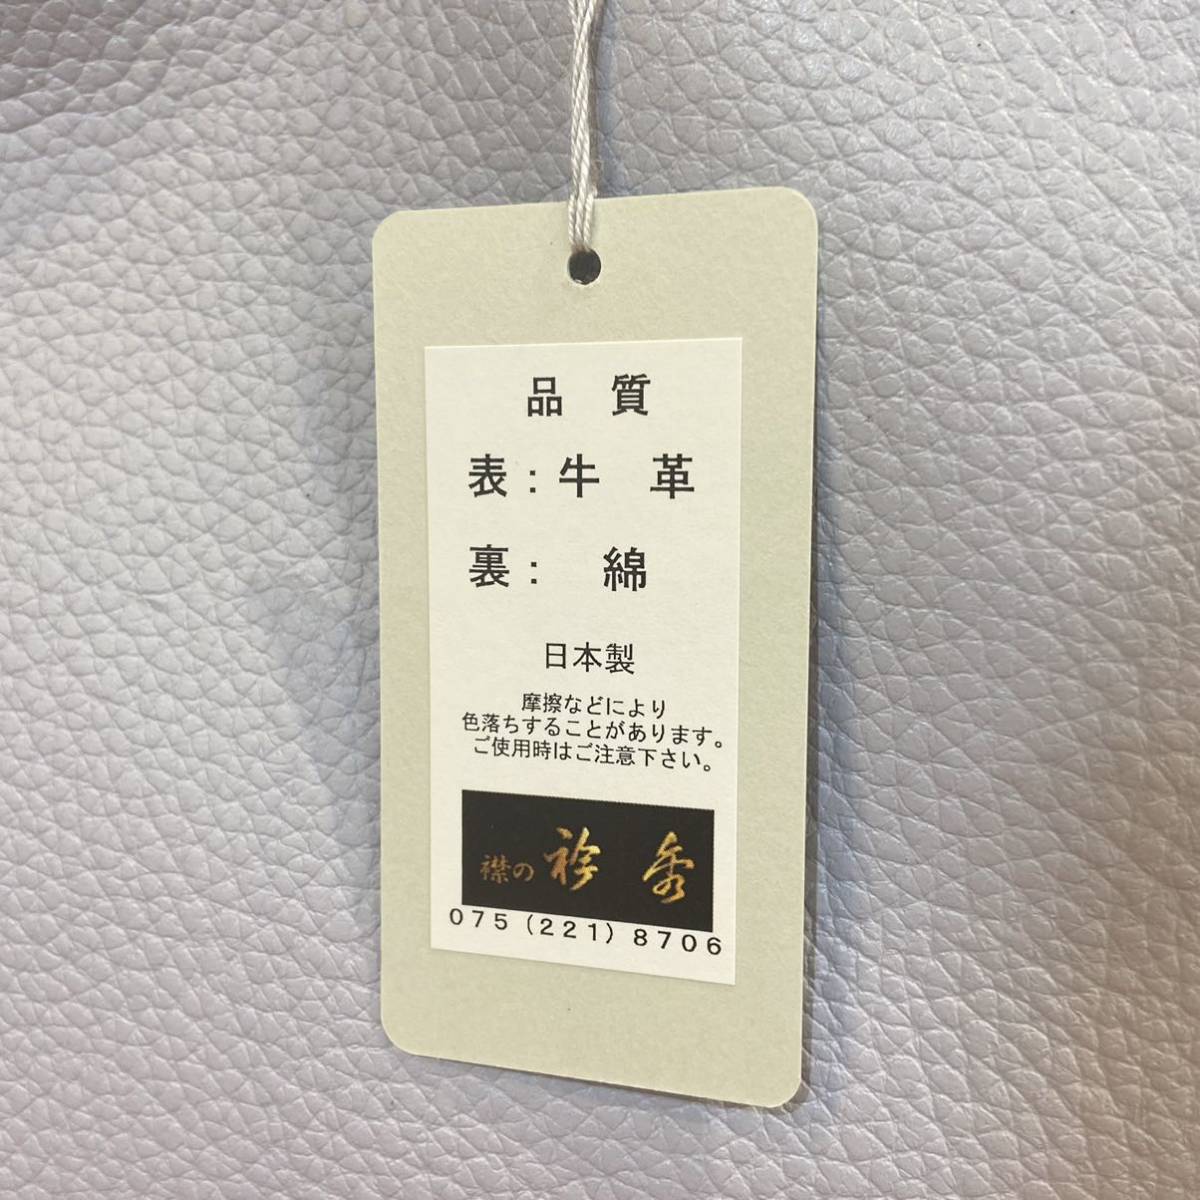 品 質
表：牛 革
裏： 綿
日本製
摩擦などにより
色落ちすることがあります。
ご使用時はご注意下さい。
襟の 衿 秀
075（221）8706